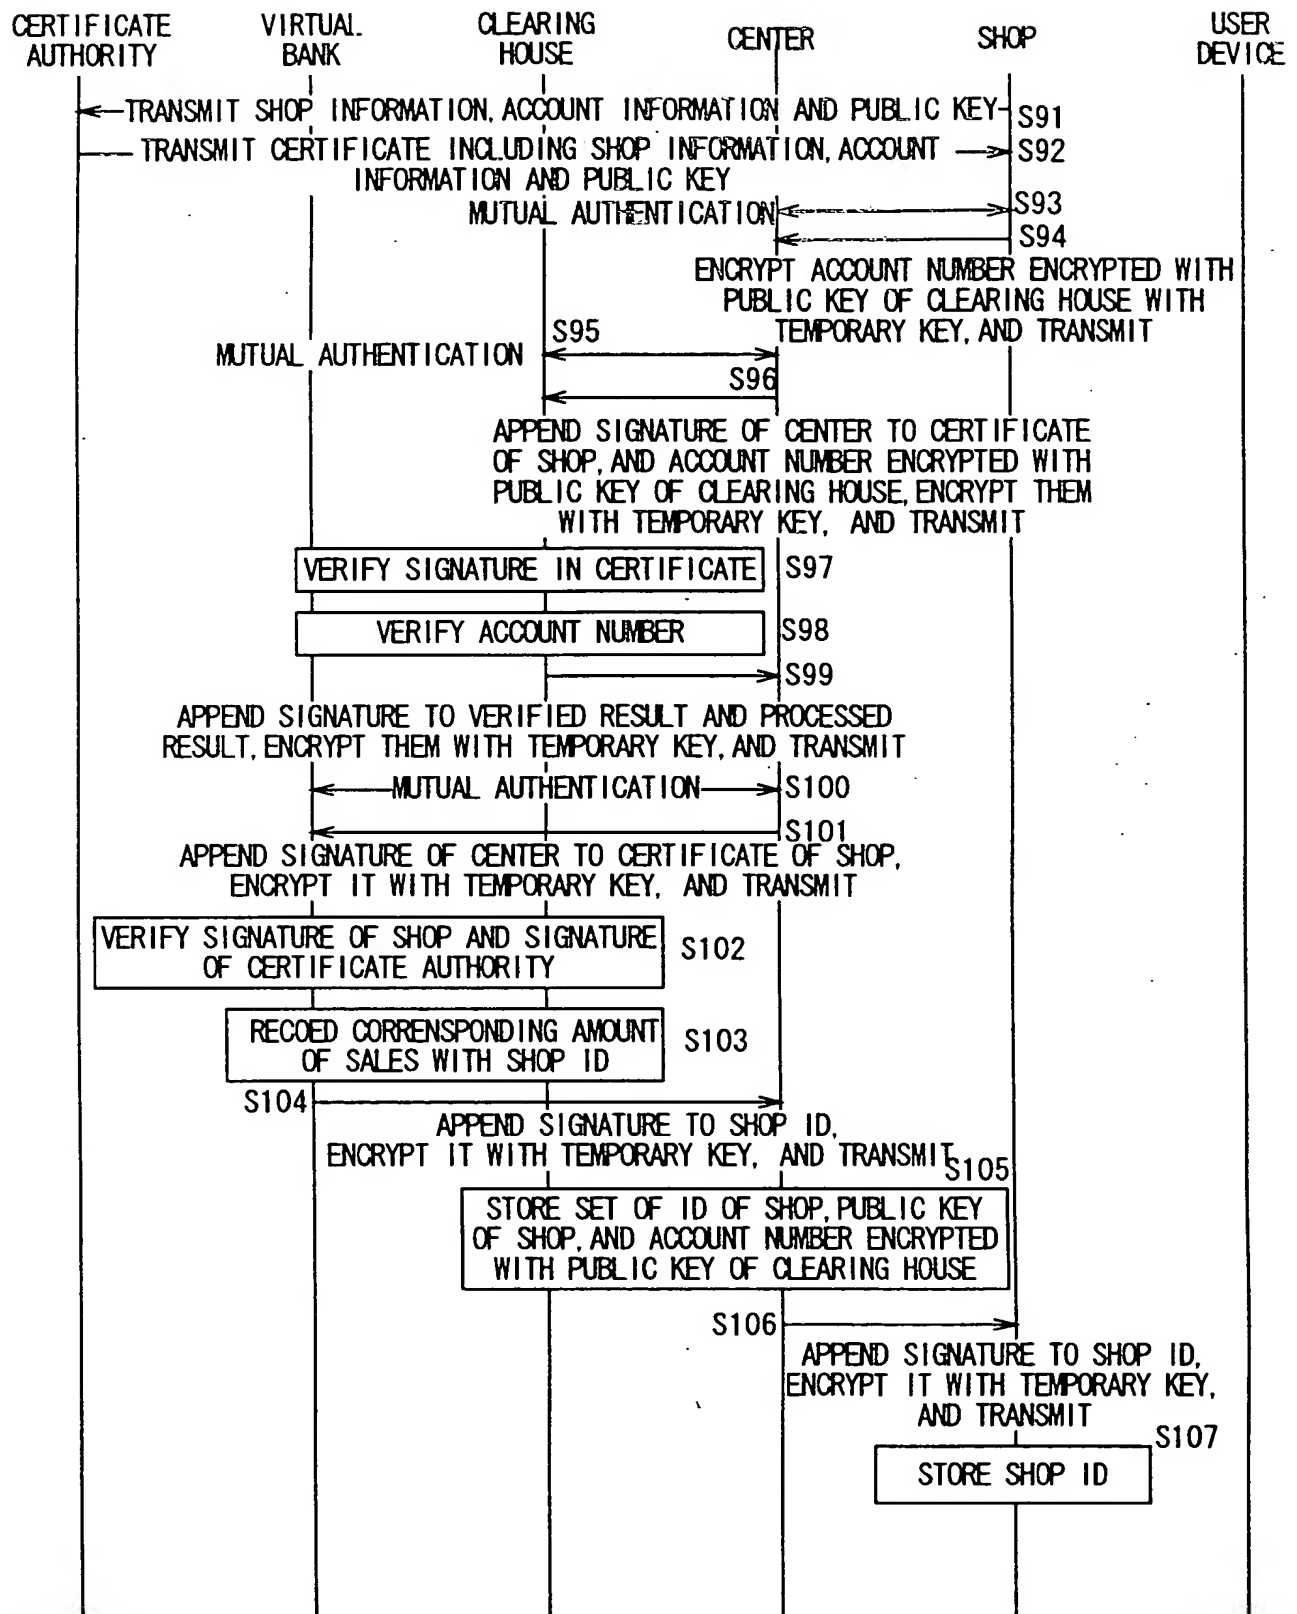 CERTIFICATE
AUTHORITY
VIRTUAL
BANK
CLEARING
HOUSE
CENTER
SHOP
USER
DEVICE
TRANSMIT SHOP INFORMATION, ACCOUNT INFORMATION AND PUBLIC KEY
S91
TRANSMIT CERTIFICATE INCLUDING SHOP INFORMATION, ACCOUNT
S92
INFORMATION AND PUBLIC KEY
MUTUAL AUTHENTICATION
S93
S94
ENCRYPT ACCOUNT NUMBER ENCRYPTED WITH
PUBLIC KEY OF CLEARING HOUSE WITH
TEMPORARY KEY, AND TRANSMIT
S95
MUTUAL AUTHENTICATION
S96
APPEND SIGNATURE OF CENTER TO CERTIFICATE
OF SHOP, AND ACCOUNT NUMBER ENCRYPTED WITH
PUBLIC KEY OF CLEARING HOUSE, ENCRYPT THEM
WITH TEMPORARY KEY, AND TRANSMIT
VERIFY SIGNATURE IN CERTIFICATE
S97
VERIFY ACCOUNT NUMBER
S98
S99
APPEND SIGNATURE TO VERIFIED RESULT AND PROCESSED
RESULT, ENCRYPT THEM WITH TEMPORARY KEY, AND TRANSMIT
MUTUAL AUTHENTICATION
S100
S101
APPEND SIGNATURE OF CENTER TO CERTIFICATE OF SHOP,
ENCRYPT IT WITH TEMPORARY KEY, AND TRANSMIT
VERIFY SIGNATURE OF SHOP AND SIGNATURE
OF CERTIFICATE AUTHORITY
S102
RECOED CORRENSPONDING AMOUNT
OF SALES WITH SHOP ID
S103
S104
APPEND SIGNATURE TO SHOP ID,
ENCRYPT IT WITH TEMPORARY KEY, AND TRANSMIT
S105
STORE SET OF ID OF SHOP, PUBLIC KEY
OF SHOP, AND ACCOUNT NUMBER ENCRYPTED
WITH PUBLIC KEY OF CLEARING HOUSE
S106
APPEND SIGNATURE TO SHOP ID,
ENCRYPT IT WITH TEMPORARY KEY,
AND TRANSMIT
S107
STORE SHOP ID